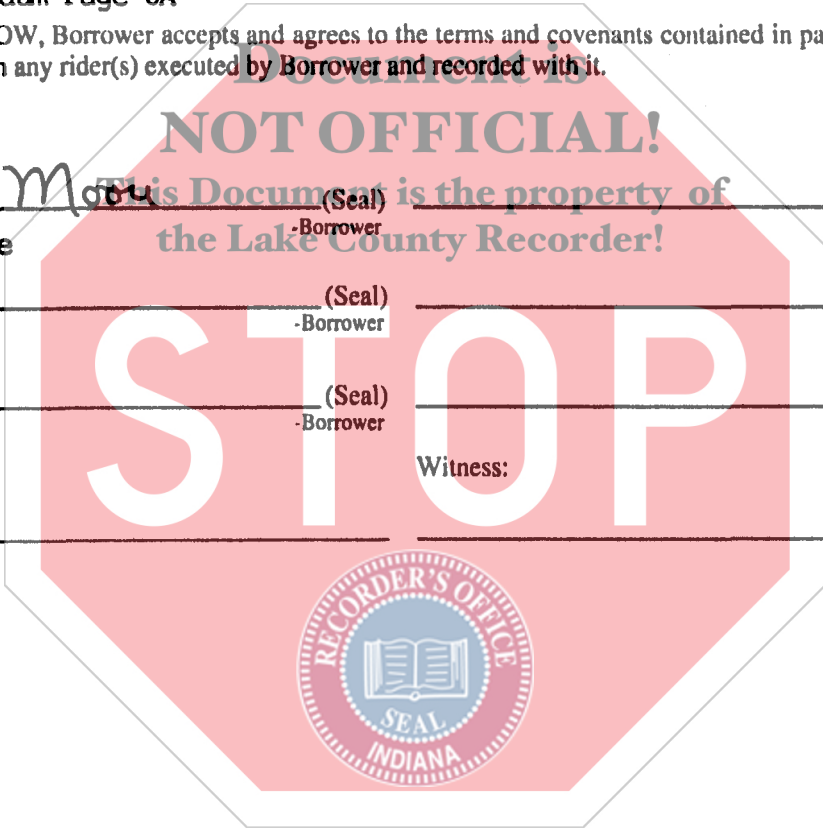 Page 6A
OW, Borrower accepts and agrees to the terms and covenants contained in pa
any rider(s) executed by Borrower and recorded with it.
Document is
NOT OFFICIAL!
This Document is the property of
the Lake County Recorder!
(Seal)
-Borrower
e
(Seal)
-Borrower
(Seal)
-Borrower
Witness:
STOP
RECORDER'S OFFICE
SEAL
INDIANA